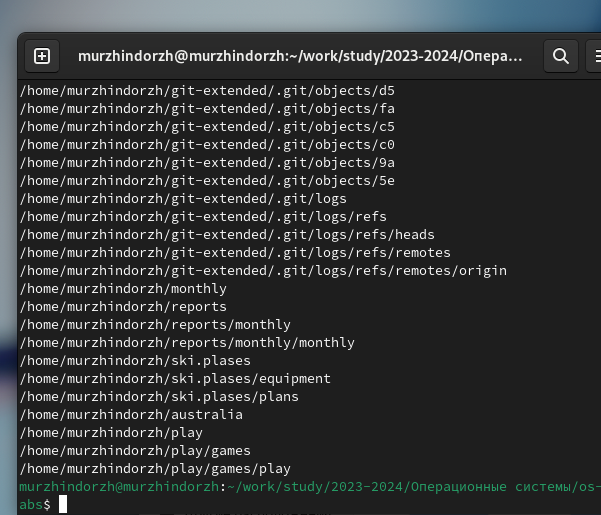 murzhindorzh@murzhindorzh:~/work/study/2023-2024/Опера...
/home/murzhindorzh/git-extended/.git/objects/d5
/home/murzhindorzh/git-extended/.git/objects/fa
/home/murzhindorzh/git-extended/.git/objects/c5
/home/murzhindorzh/git-extended/.git/objects/c0
/home/murzhindorzh/git-extended/.git/objects/9a
/home/murzhindorzh/git-extended/.git/objects/5e
/home/murzhindorzh/git-extended/.git/logs
/home/murzhindorzh/git-extended/.git/logs/refs
/home/murzhindorzh/git-extended/.git/logs/refs/heads
/home/murzhindorzh/git-extended/.git/logs/refs/remotes
/home/murzhindorzh/git-extended/.git/logs/refs/remotes/origin
/home/murzhindorzh/monthly
/home/murzhindorzh/reports
/home/murzhindorzh/reports/monthly
/home/murzhindorzh/reports/monthly/monthly
/home/murzhindorzh/ski.plases
/home/murzhindorzh/ski.plases/equipment
/home/murzhindorzh/ski.plases/plans
/home/murzhindorzh/australia
/home/murzhindorzh/play
/home/murzhindorzh/play/games
/home/murzhindorzh/play/games/play
murzhindorzh@murzhindorzh:~/work/study/2023-2024/Операционные системы/os-
abs$